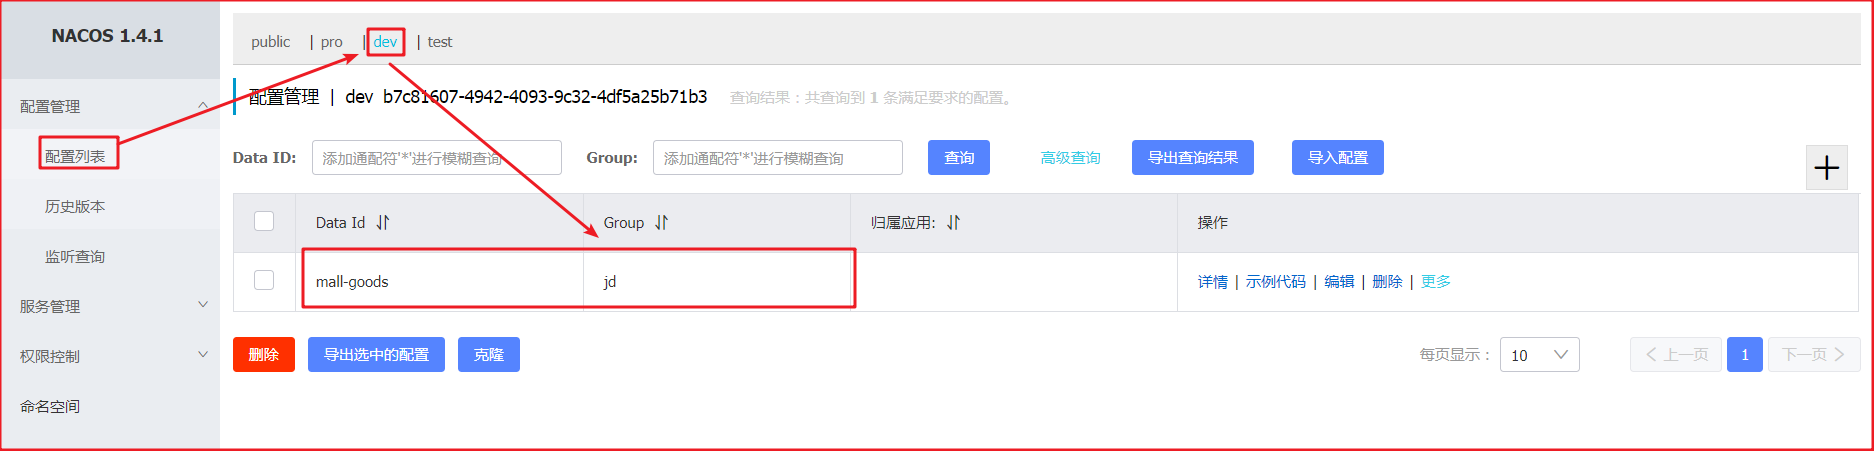 NACOS 1.4.1
配置管理
配置列表
历史版本
监听查询
服务管理
权限控制
命名空间
public | pro | dev | test
配置管理 | dev b7c81607-4942-4093-9c32-4df5a25b71b3 查询结果：共查询到 1 条满足要求的配置。
Data ID: 添加通配符'*'进行模糊查询 Group: 添加通配符'*'进行模糊查询 查询 高级查询 导出查询结果 导入配置
Data Id Group 归属应用: 操作
mall-goods jd 详情 | 示例代码 | 编辑 | 删除 | 更多
删除 导出选中的配置 克隆 每页显示： 10 上一页 1 下一页